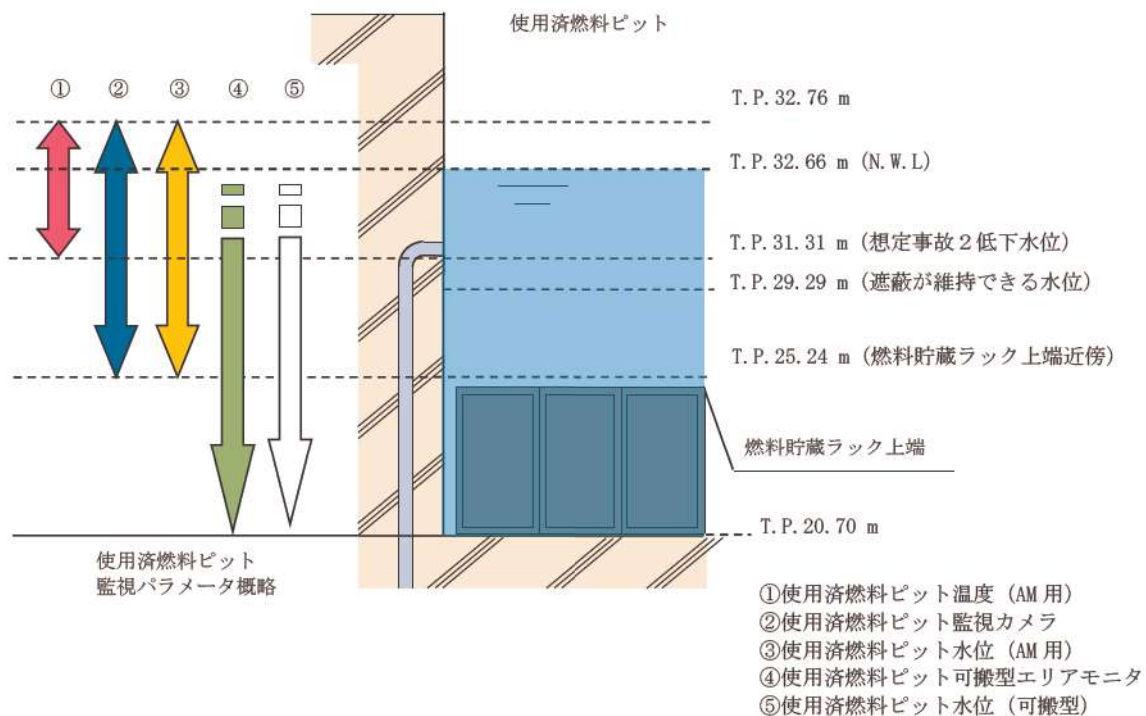 使用済燃料ピット
① ② ③ ④ ⑤
T.P.32.76 m
T.P.32.66 m (N.W.L)
T.P.31.31 m (想定事故２低下水位)
T.P.29.29 m (遮蔽が維持できる水位)
T.P.25.24 m (燃料貯蔵ラック上端近傍)
燃料貯蔵ラック上端
T.P.20.70 m
使用済燃料ピット
監視パラメータ概略
①使用済燃料ピット温度 (AM 用)
②使用済燃料ピット監視カメラ
③使用済燃料ピット水位 (AM 用)
④使用済燃料ピット可搬型エリアモニタ
⑤使用済燃料ピット水位 (可搬型)